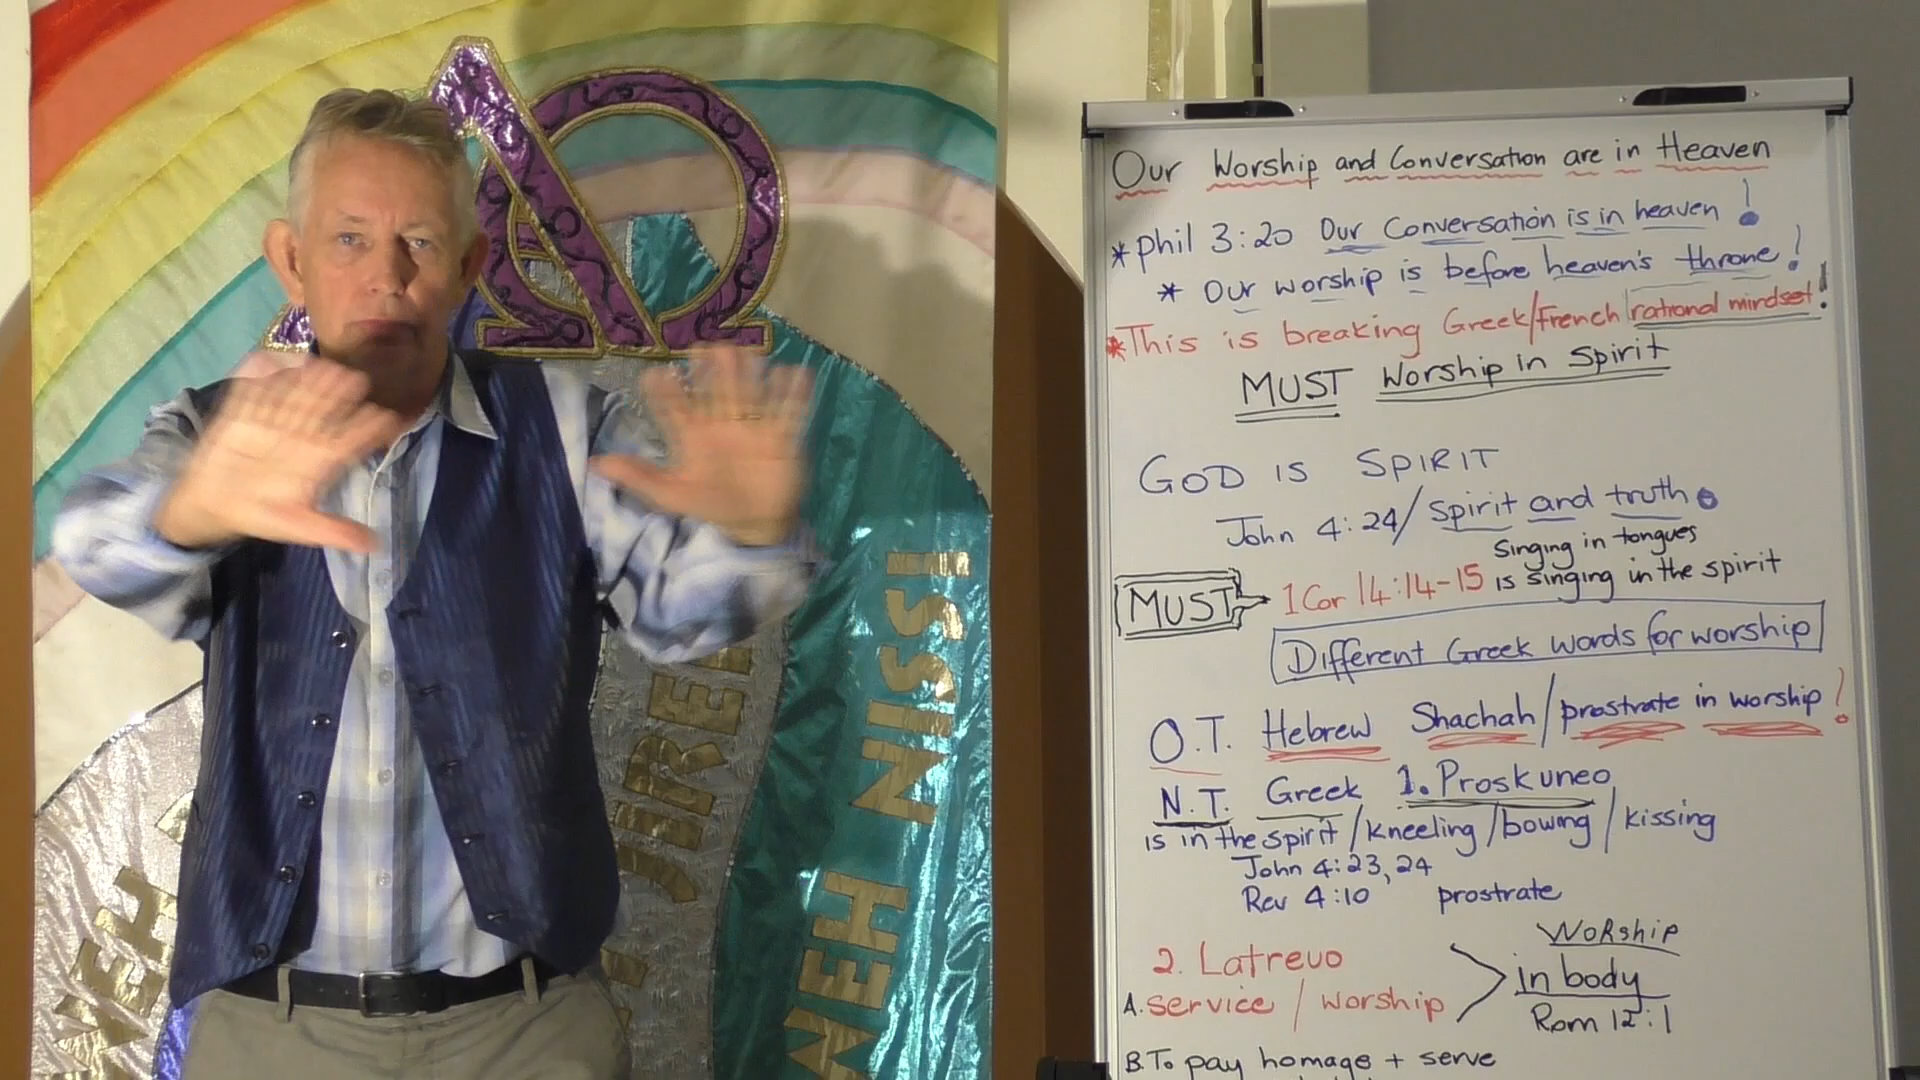 Our Worship and Conversation are in Heaven
*Phil 3:20 Our Conversation is in heaven!
* Our worship is before heaven's throne!
*This is breaking Greek/French rational mindset!
MUST Worship in Spirit
GOD IS SPIRIT
John 4:24/Spirit and truth
Singing in tongues
MUST 1 Cor 14:14-15 is singing in the spirit
Different Greek words for worship
O.T. Hebrew Shachah/prostrate in worship!
N.T. Greek 1. Proskuneo
is in the spirit/kneeling/bowing/kissing
John 4:23,24
Rev 4:10 prostrate
2. Latreuo
A. service / worship
Worship
in body
Rom 12:1
B. To pay homage + serve
JIREH
NISSI